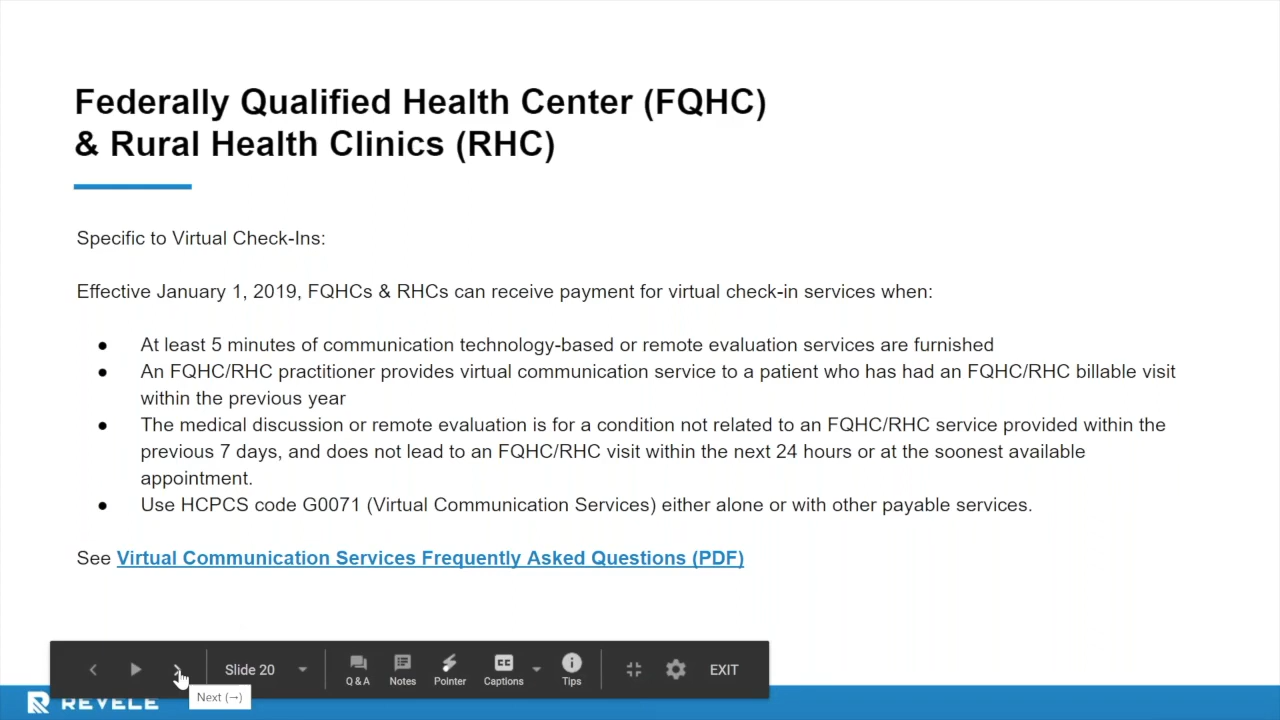 Federally Qualified Health Center (FQHC)
& Rural Health Clinics (RHC)
Specific to Virtual Check-Ins:
Effective January 1, 2019, FQHCs & RHCs can receive payment for virtual check-in services when:
● At least 5 minutes of communication technology-based or remote evaluation services are furnished
● An FQHC/RHC practitioner provides virtual communication service to a patient who has had an FQHC/RHC billable visit
within the previous year
● The medical discussion or remote evaluation is for a condition not related to an FQHC/RHC service provided within the
previous 7 days, and does not lead to an FQHC/RHC visit within the next 24 hours or at the soonest available
appointment.
● Use HCPCS code G0071 (Virtual Communication Services) either alone or with other payable services.
See Virtual Communication Services Frequently Asked Questions (PDF)
Slide 20
Q & A
Notes
Pointer
CC
Captions
Tips
EXIT
Next (→)
REVELE